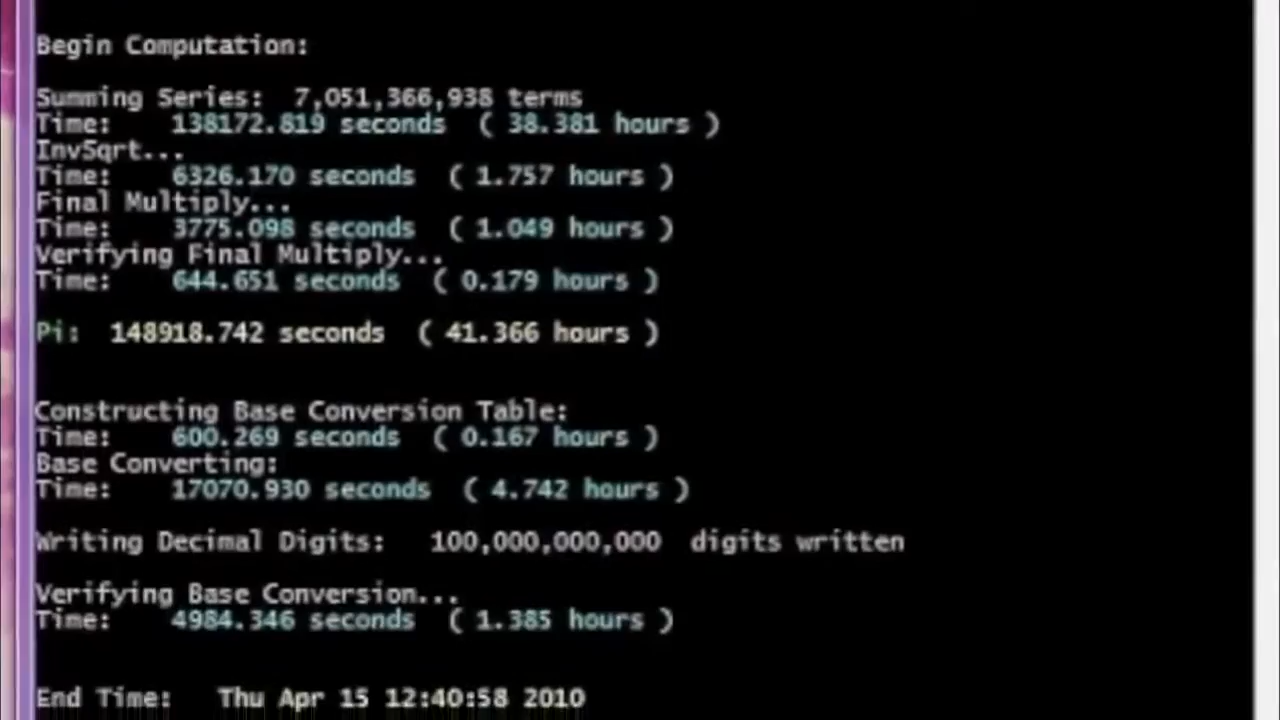 Begin Computation:
Summing Series:  7,051,366,938 terms
Time:    138172.819 seconds  ( 38.381 hours )
InvSqrt...
Time:    6326.170 seconds  ( 1.757 hours )
Final Multiply...
Time:    3775.098 seconds  ( 1.049 hours )
Verifying Final Multiply...
Time:    644.651 seconds  ( 0.179 hours )
Pi:  148918.742 seconds  ( 41.366 hours )
Constructing Base Conversion Table:
Time:    600.269 seconds  ( 0.167 hours )
Base Converting:
Time:    17070.930 seconds  ( 4.742 hours )
Writing Decimal Digits:   100,000,000,000  digits written
Verifying Base Conversion...
Time:    4984.346 seconds  ( 1.385 hours )
End Time:   Thu Apr 15 12:40:58 2010